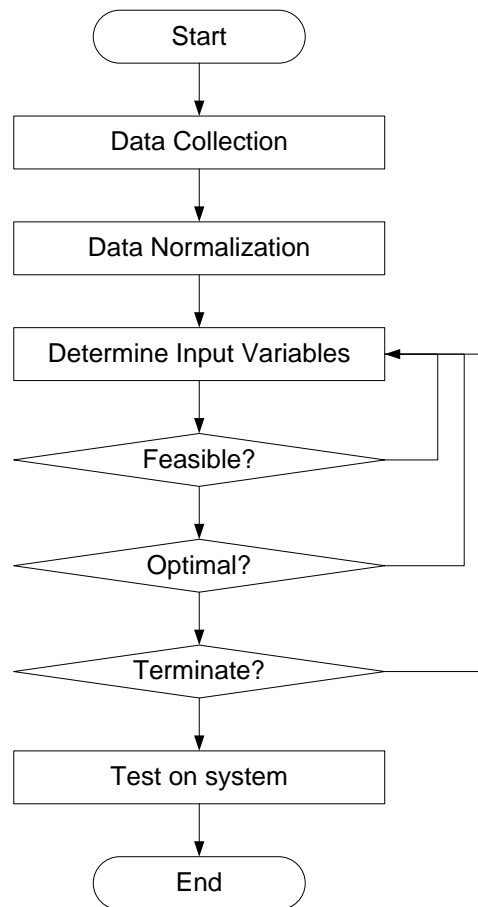 Start
Data Collection
Data Normalization
Determine Input Variables
Feasible?
Optimal?
Terminate?
Test on system
End